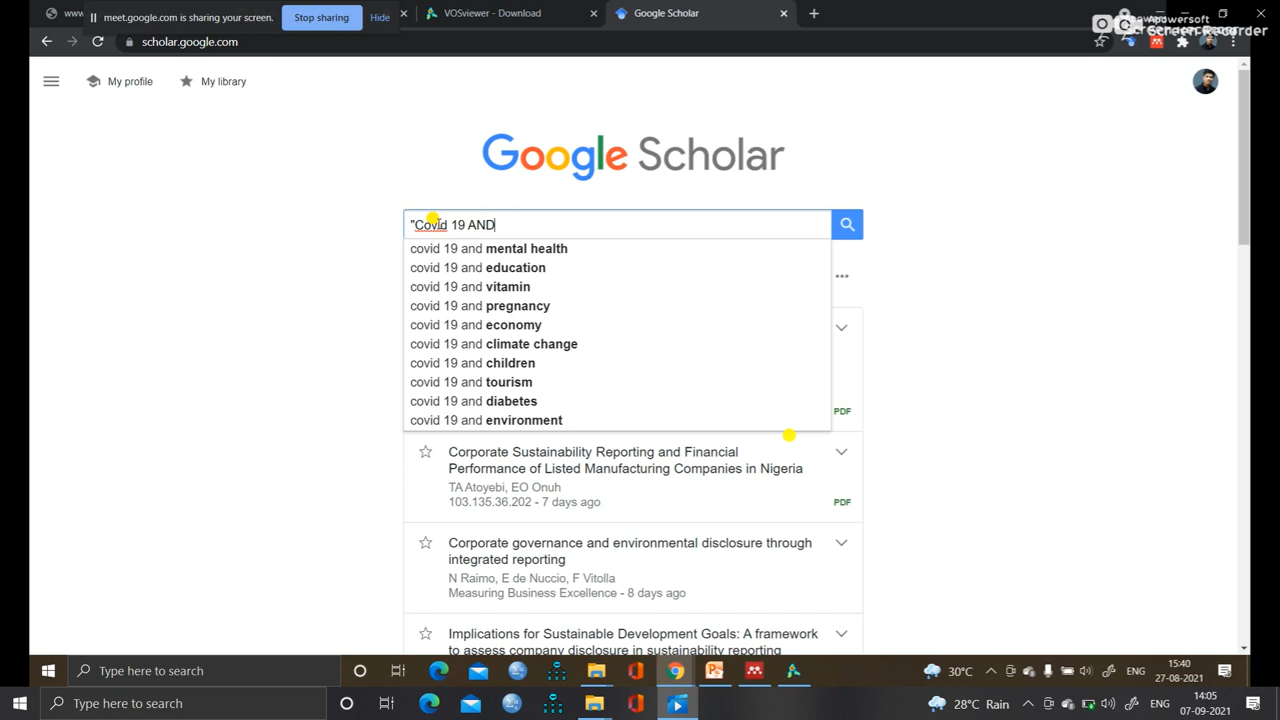 www
meet.google.com is sharing your screen.
Stop sharing
Hide
VOSviewer - Download
Google Scholar
Apowersoft
Screen Recorder
scholar.google.com
My profile
My library
Google Scholar
"Covid 19 AND
covid 19 and mental health
covid 19 and education
covid 19 and vitamin
covid 19 and pregnancy
covid 19 and economy
covid 19 and climate change
covid 19 and children
covid 19 and tourism
covid 19 and diabetes
covid 19 and environment
PDF
Corporate Sustainability Reporting and Financial
Performance of Listed Manufacturing Companies in Nigeria
TA Atoyebi, EO Onuh
103.135.36.202 - 7 days ago
PDF
Corporate governance and environmental disclosure through
integrated reporting
N Raimo, E de Nuccio, F Vitolla
Measuring Business Excellence - 8 days ago
Implications for Sustainable Development Goals: A framework
to assess company disclosure in sustainability reporting
Type here to search
30°C
ENG
15:40
27-08-2021
Type here to search
28°C Rain
ENG
14:05
07-09-2021